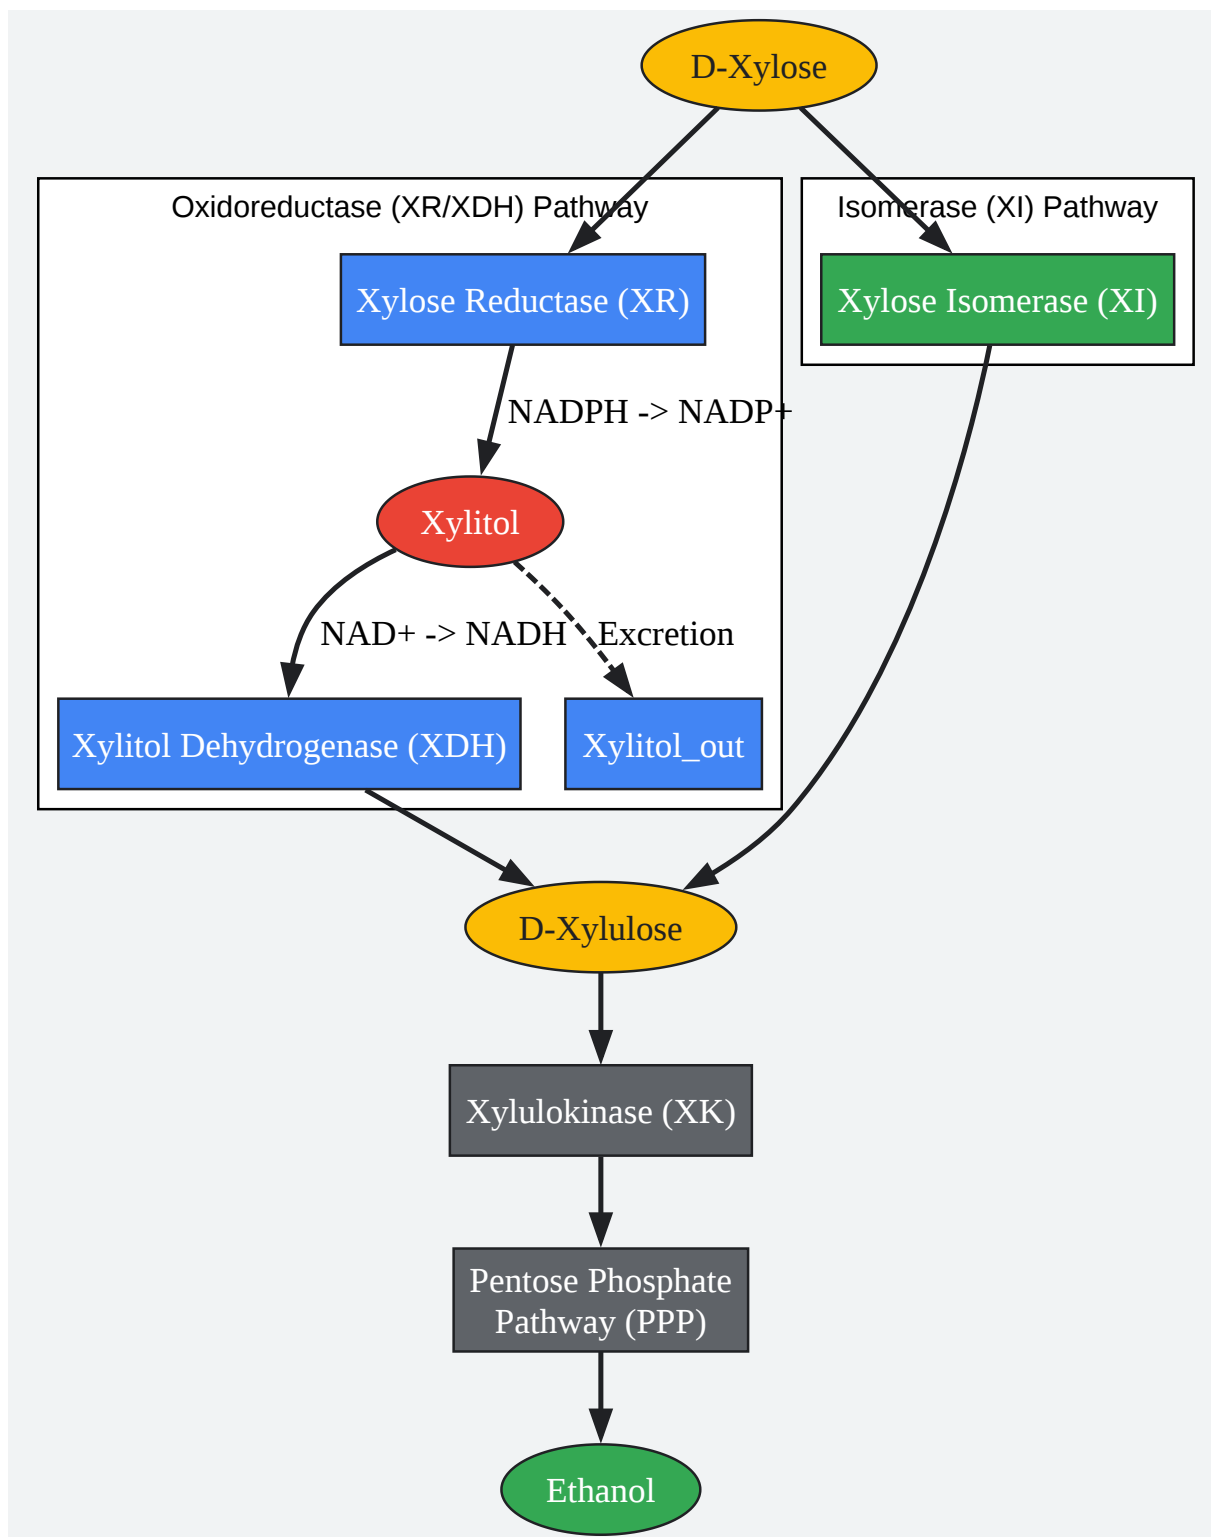 D-Xylose
Oxidoreductase (XR/XDH) Pathway
Isomerase (XI) Pathway
Xylose Reductase (XR)
Xylose Isomerase (XI)
NADPH -> NADP+
Xylitol
NAD+ -> NADH
Excretion
Xylitol Dehydrogenase (XDH)
Xylitol_out
D-Xylulose
Xylulokinase (XK)
Pentose Phosphate
Pathway (PPP)
Ethanol